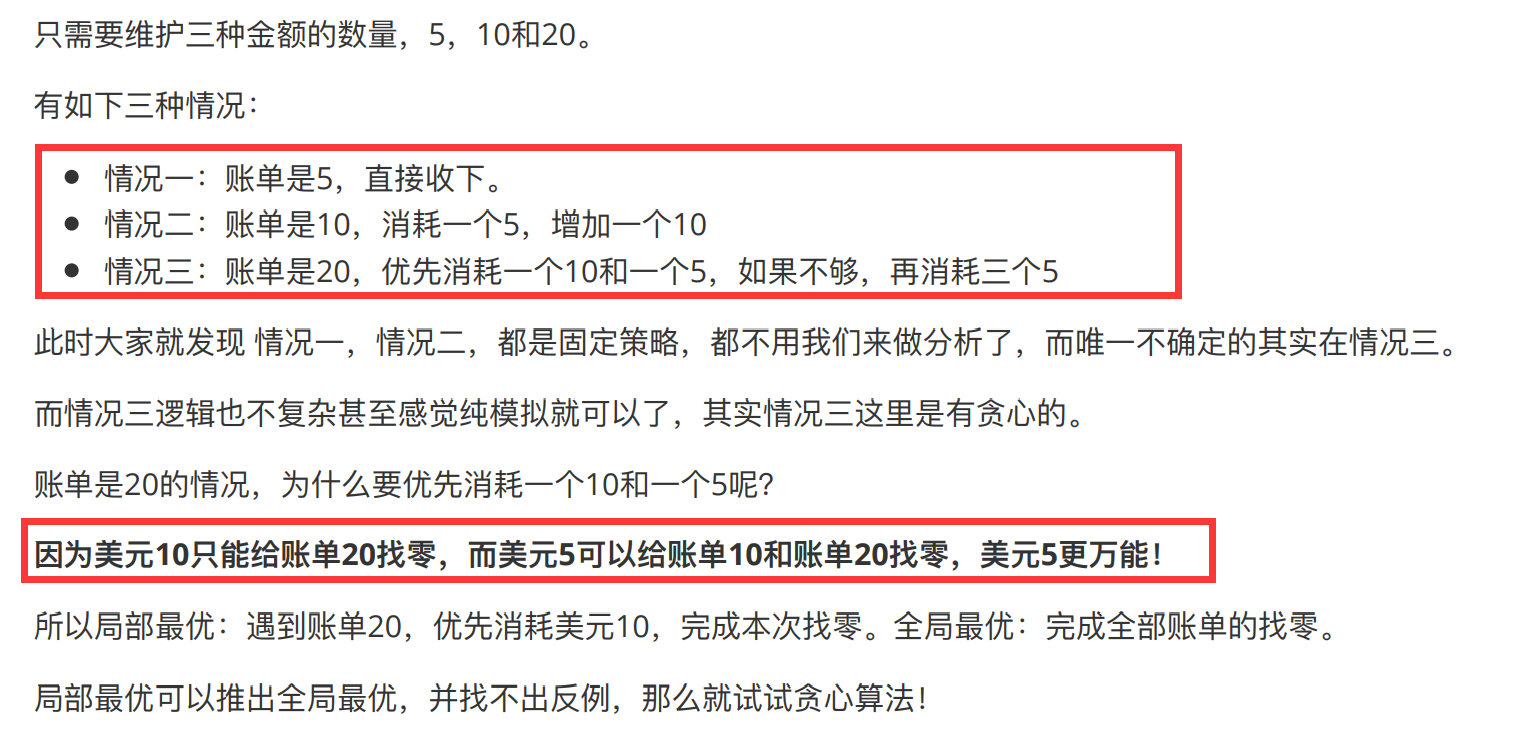 只需要维护三种金额的数量，5，10和20。
有如下三种情况：
● 情况一：账单是5，直接收下。
● 情况二：账单是10，消耗一个5，增加一个10
● 情况三：账单是20，优先消耗一个10和一个5，如果不够，再消耗三个5
此时大家就发现 情况一，情况二，都是固定策略，都不用我们来做分析了，而唯一不确定的其实在情况三。
而情况三逻辑也不复杂甚至感觉纯模拟就可以了，其实情况三这里是有贪心的。
账单是20的情况，为什么要优先消耗一个10和一个5呢？
因为美元10只能给账单20找零，而美元5可以给账单10和账单20找零，美元5更万能！
所以局部最优：遇到账单20，优先消耗美元10，完成本次找零。全局最优：完成全部账单的找零。
局部最优可以推出全局最优，并找不出反例，那么就试试贪心算法！